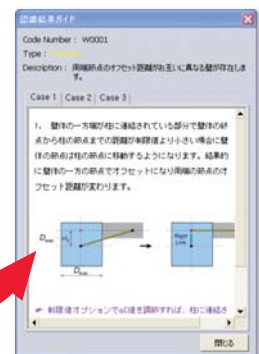 認識結果ガイド
Code Number : W0001
Type :
Description : 両端節点のオフセット距離がお互いに異なる壁が存在しま
す。
Case 1 Case 2 Case 3
1. 壁体の一方端が柱に連結されている部分で壁体の節
点から柱の節点までの距離が制限値より小さい場合に壁
体の節点は柱の節点に移動するようになります。結果的
に壁体の一方の節点でオフセットになり両端の節点のオ
フセット距離が変わります。
Rigid
Link
☞ 制限値オプションでαC値を調節すれば、柱に連結さ
閉じる